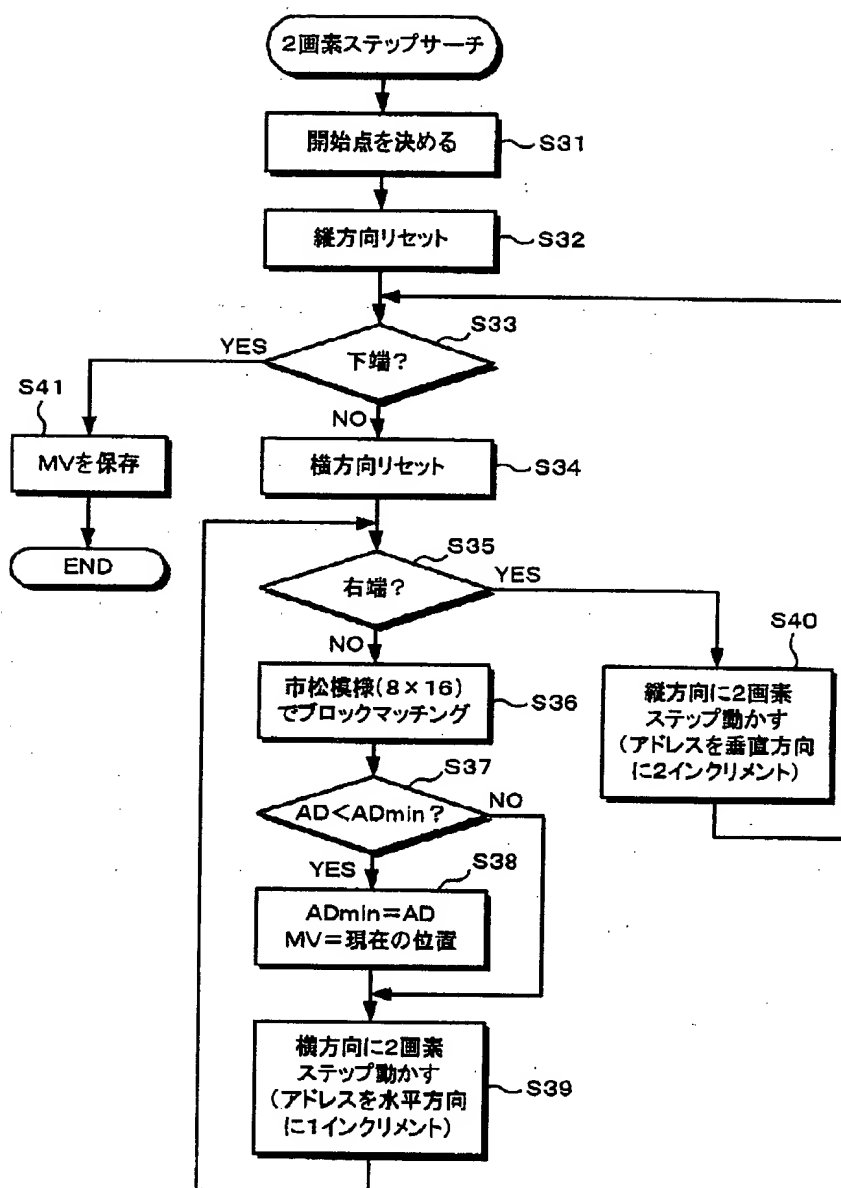 2画素ステップサーチ
開始点を決める
S31
縦方向リセット
S32
S33
下端?
YES
S41
NO
MVを保存
横方向リセット
S34
END
S35
右端?
YES
NO
S40
市松模様(8×16)
でブロックマッチング
S36
縦方向に2画素
ステップ動かす
(アドレスを垂直方向
に2インクリメント)
S37
AD<ADmin?
NO
YES
S38
ADmin=AD
MV=現在の位置
横方向に2画素
ステップ動かす
(アドレスを水平方向
に1インクリメント)
S39